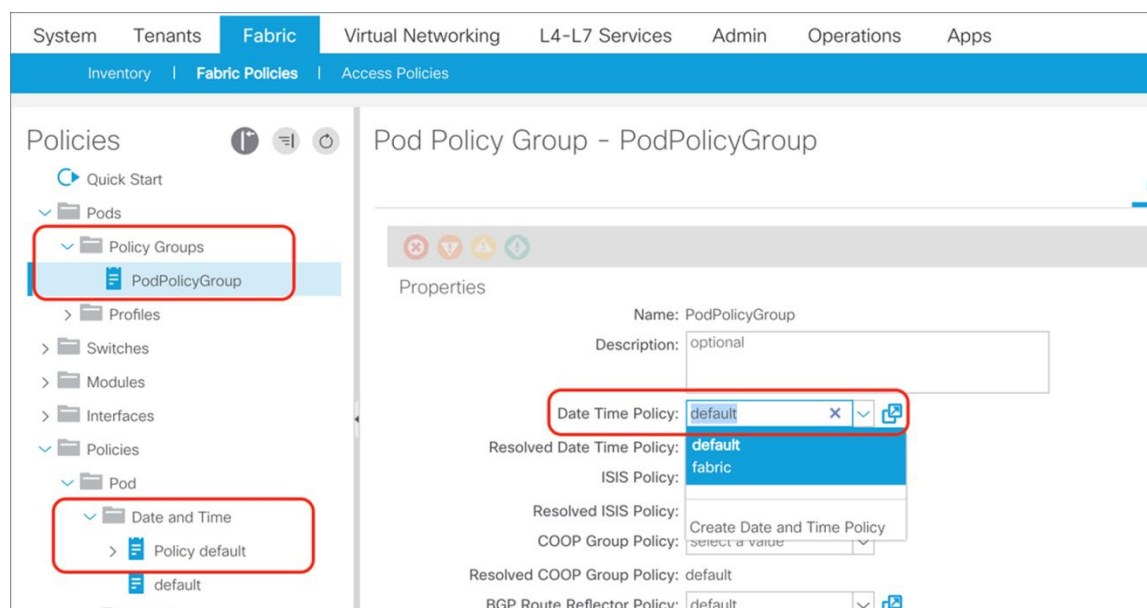 System Tenants Fabric Virtual Networking L4-L7 Services Admin Operations Apps
Inventory | Fabric Policies | Access Policies
Policies
Quick Start
Pods
Policy Groups
PodPolicyGroup
Profiles
Switches
Modules
Interfaces
Policies
Pod
Date and Time
Policy default
default
Pod Policy Group - PodPolicyGroup
Properties
Name: PodPolicyGroup
Description: optional
Date Time Policy: default
default
fabric
Create Date and Time Policy
Resolved Date Time Policy:
ISIS Policy:
Resolved ISIS Policy:
COOP Group Policy: select a value
Resolved COOP Group Policy: default
BGP Route Reflector Policy: default